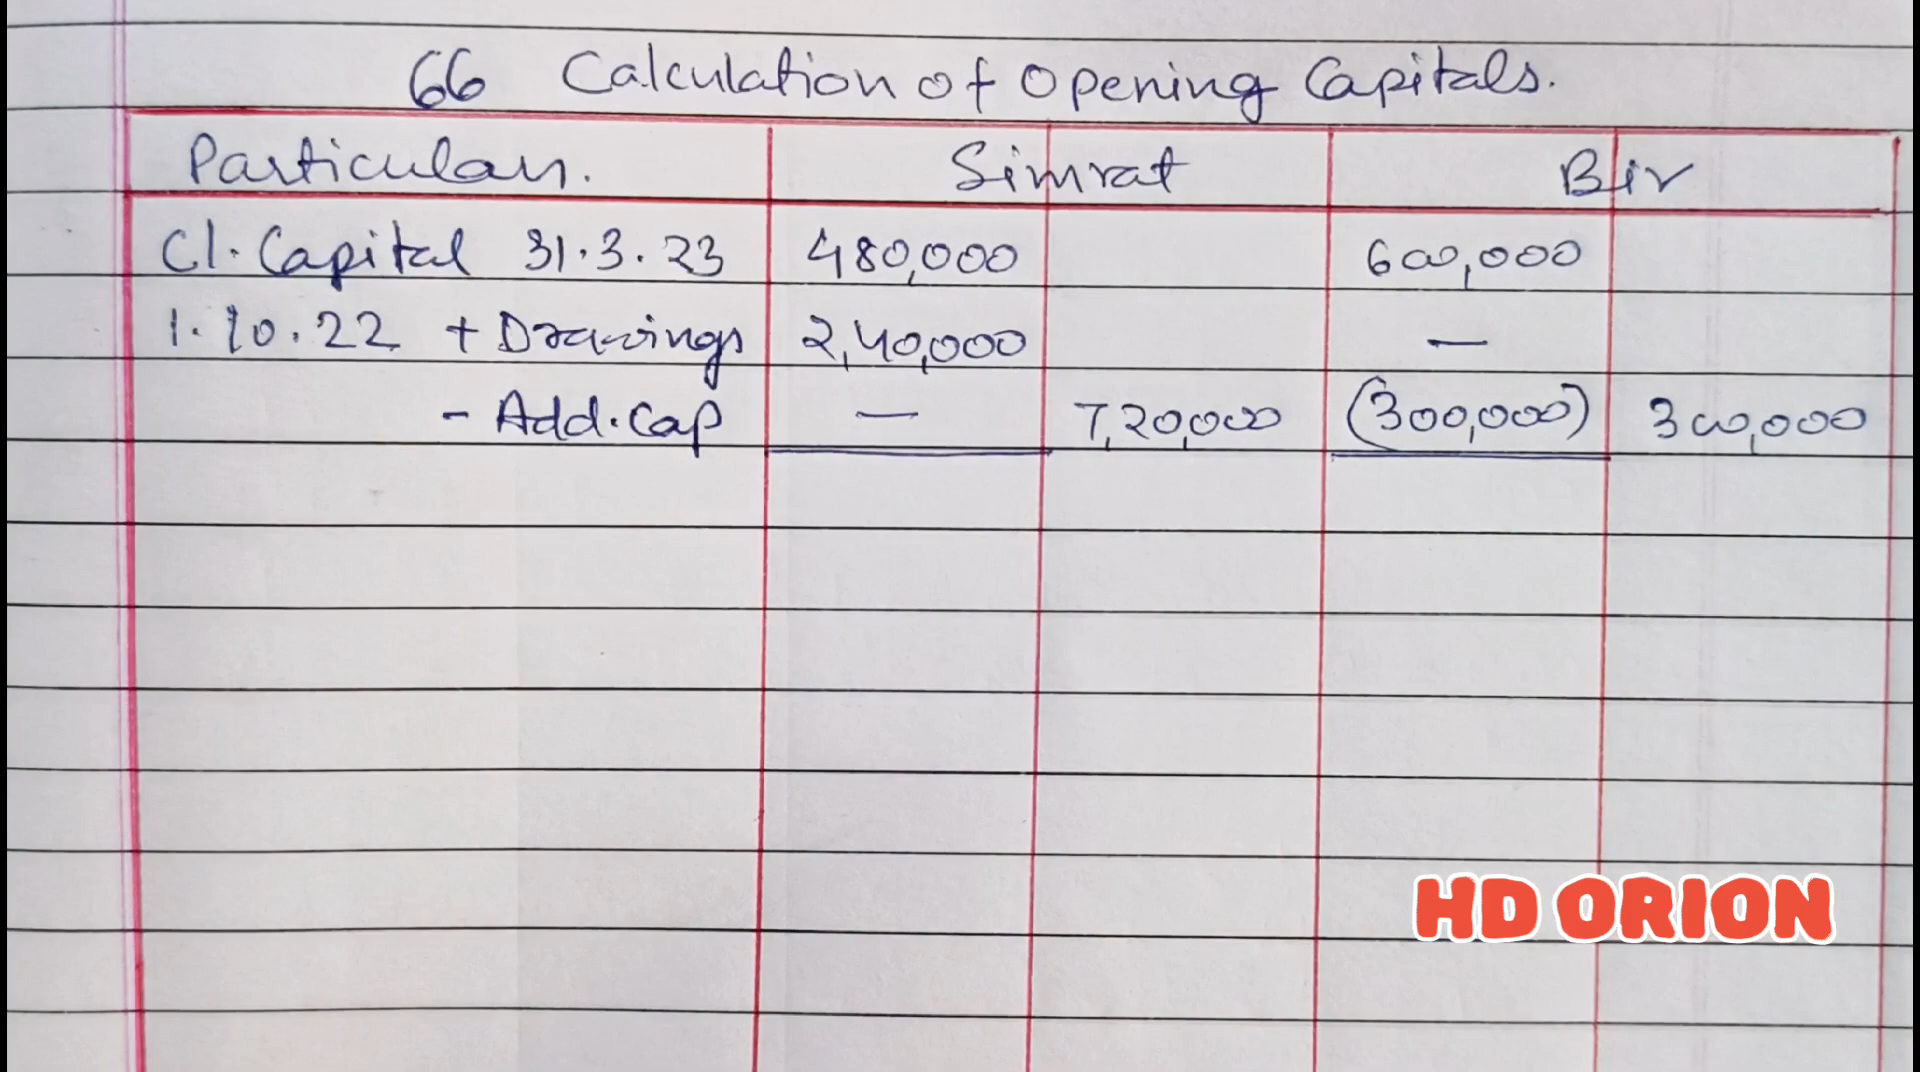 66 Calculation of Opening Capitals.
Particulars. Simrat Bir
Cl. Capital 31.3.23 480,000 600,000
1.10.22 + Drawings 2,40,000 —
- Add. Cap — 7,20,000 (300,000) 300,000
HD ORION